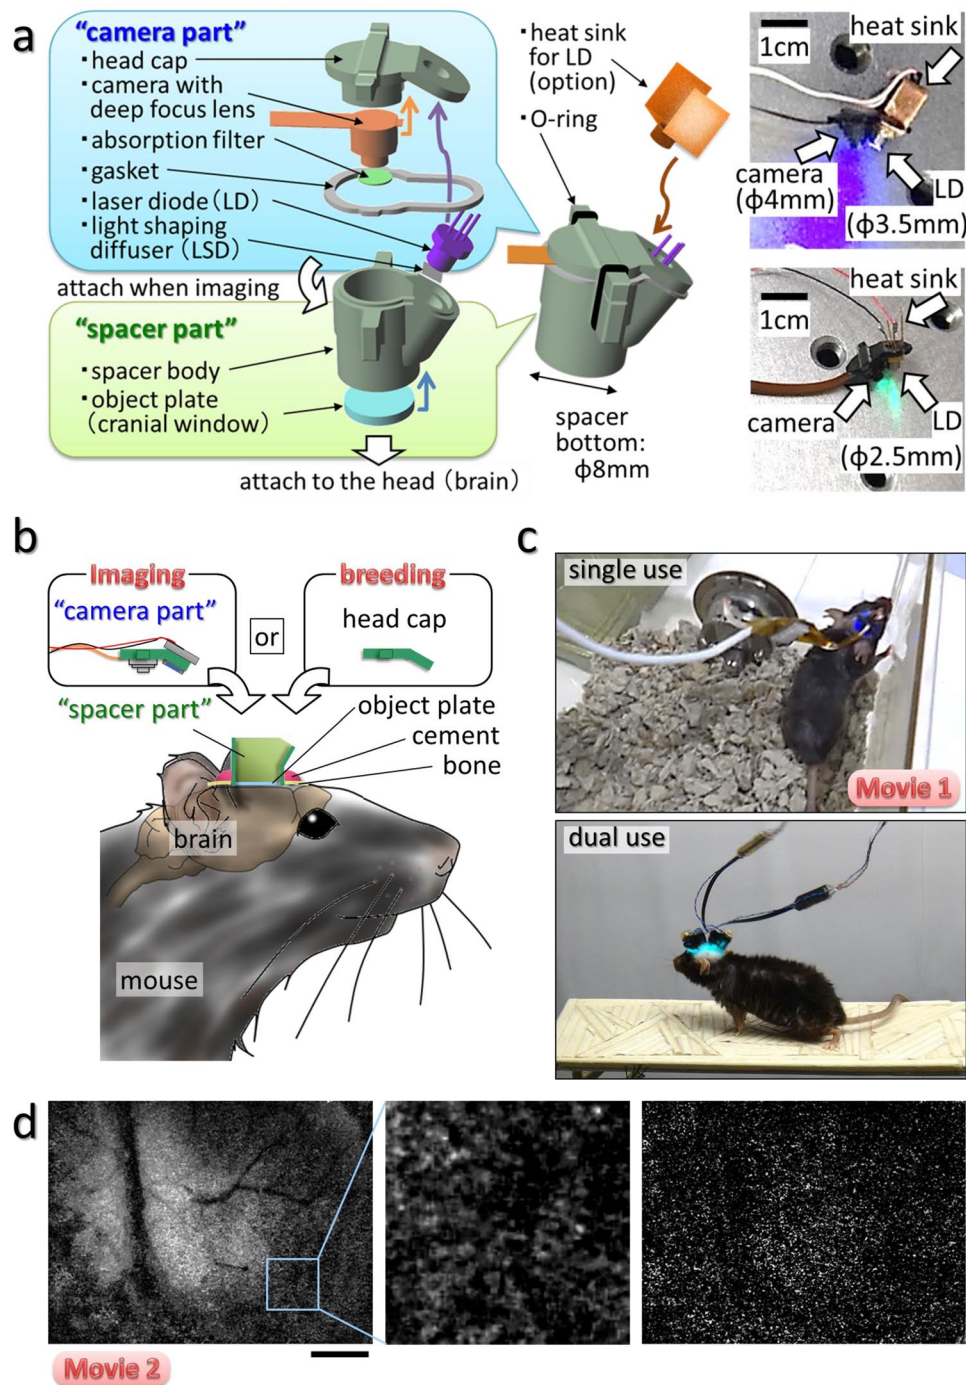 a
“camera part”
・head cap
・camera with
deep focus lens
・absorption filter
・gasket
・laser diode（LD）
・light shaping
diffuser（LSD）
attach when imaging
“spacer part”
・spacer body
・object plate
（cranial window）
attach to the head（brain）
・heat sink
for LD
（option）
・O-ring
spacer
bottom:
φ8mm
1cm
heat sink
camera
（φ4mm）
LD
（φ3.5mm）
heat sink
1cm
camera
LD
（φ2.5mm）
b
Imaging
“camera part”
or
breeding
head cap
“spacer part”
object plate
cement
bone
brain
mouse
c
single use
Movie 1
dual use
d
Movie 2